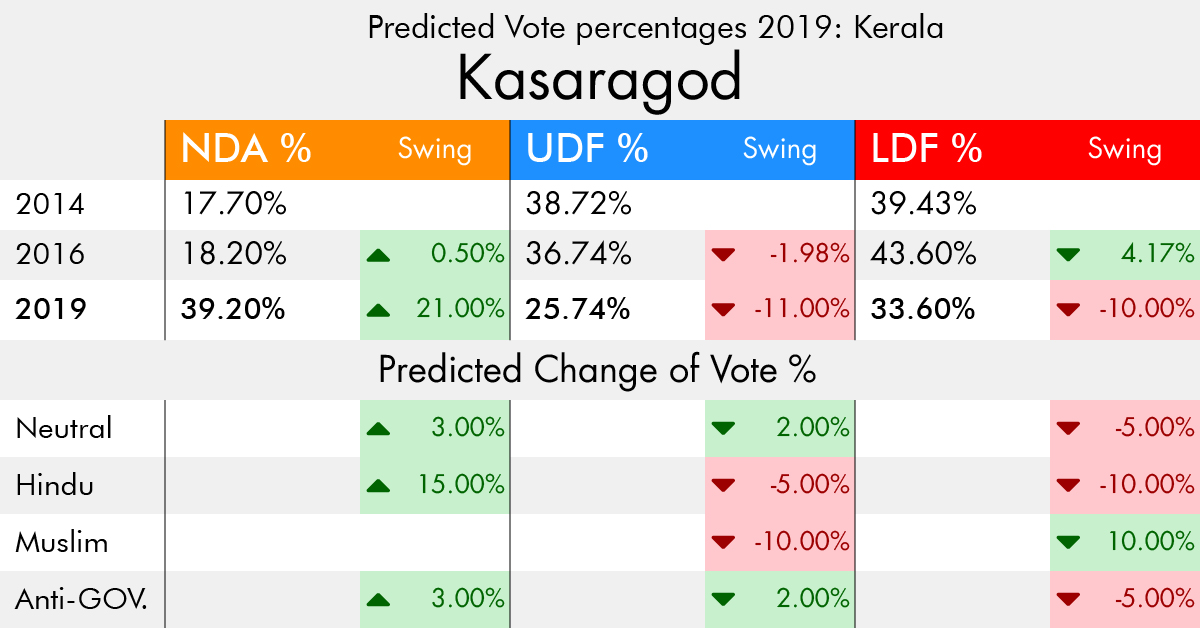 Predicted Vote percentages 2019: Kerala
Kasaragod
NDA % Swing UDF % Swing LDF % Swing
2014 17.70% 38.72% 39.43%
2016 18.20% 0.50% 36.74% -1.98% 43.60% 4.17%
2019 39.20% 21.00% 25.74% -11.00% 33.60% -10.00%
Predicted Change of Vote %
Neutral 3.00% 2.00% -5.00%
Hindu 15.00% -5.00% -10.00%
Muslim -10.00% 10.00%
Anti-GOV. 3.00% 2.00% -5.00%